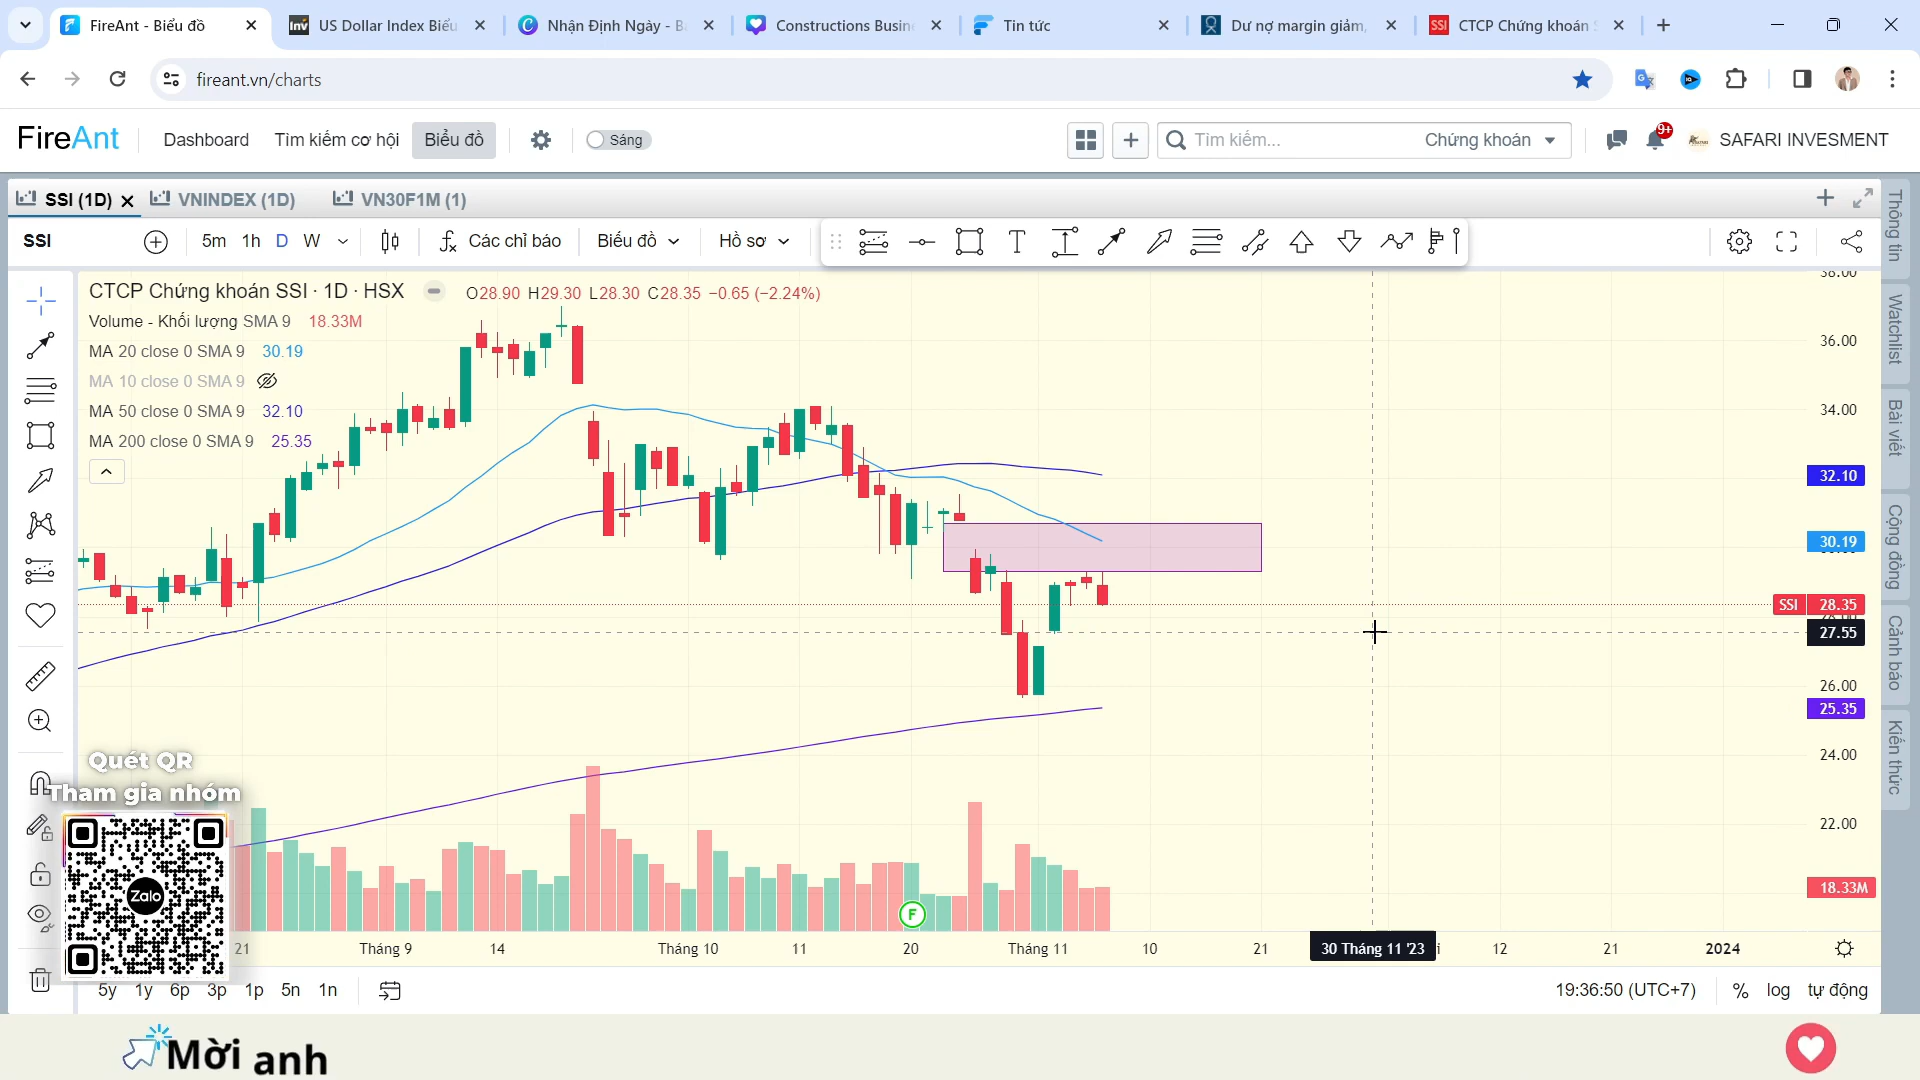 FireAnt - Biểu đồ
US Dollar Index Biểu
Nhận Định Ngày - B
Constructions Busin
Tin tức
Dư nợ margin giảm,
SSI CTCP Chứng khoán S
fireant.vn/charts
FireAnt
Dashboard
Tìm kiếm cơ hội
Biểu đồ
Sáng
Tìm kiếm...
Chứng khoán
9+
SAFARI INVESMENT
SSI (1D)
VNINDEX (1D)
VN30F1M (1)
SSI
5m 1h D W
Các chỉ báo
Biểu đồ
Hồ sơ
CTCP Chứng khoán SSI · 1D · HSX
O28.90 H29.30 L28.30 C28.35 −0.65 (−2.24%)
Volume - Khối lượng SMA 9 18.33M
MA 20 close 0 SMA 9 30.19
MA 10 close 0 SMA 9
MA 50 close 0 SMA 9 32.10
MA 200 close 0 SMA 9 25.35
38.00
36.00
34.00
32.10
30.19
SSI 28.35
27.55
26.00
25.35
24.00
22.00
18.33M
Thông tin
Watchlist
Bài viết
Cộng đồng
Cảnh báo
Kiến thức
Quét QR
Tham gia nhóm
Zalo
F
21 Tháng 9 14 Tháng 10 11 20 Tháng 11 10 21 30 Tháng 11 '23 12 21 2024
5y 1y 6p 3p 1p 5n 1n
19:36:50 (UTC+7)
% log tự động
Mời anh